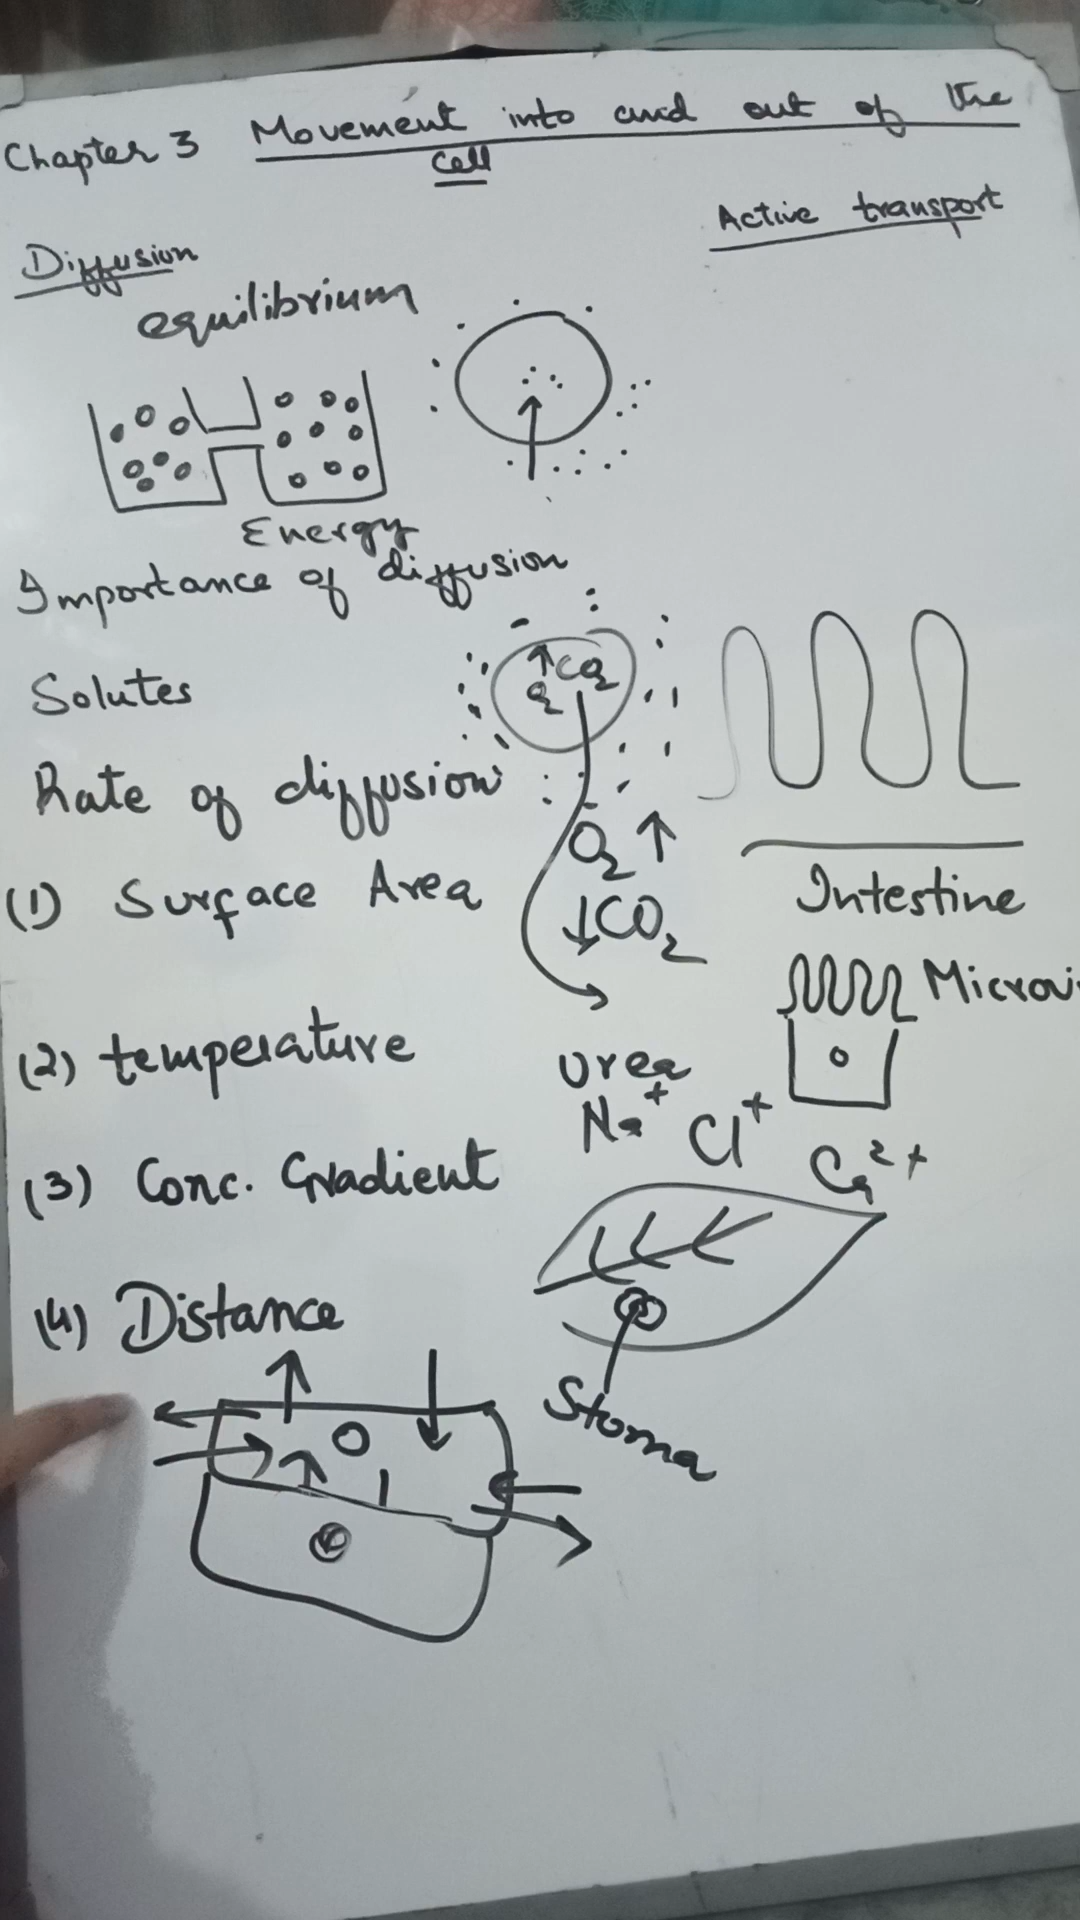 Chapter 3 Movement into and out of the
cell
Active transport
Diffusion
equilibrium
Energy
Importance of diffusion
Solutes
CO2
O2
Rate of diffusion
O2 ↑
↓CO2
(1) Surface Area
Intestine
Microvi
(2) temperature
Urea
Na+ Cl+ Ca2+
(3) Conc. Gradient
(4) Distance
Stoma